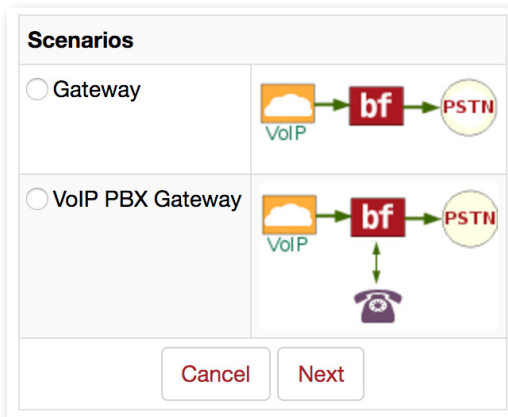 Scenarios
Gateway
VoIP bf PSTN
VoIP PBX Gateway
VoIP bf PSTN
Cancel Next